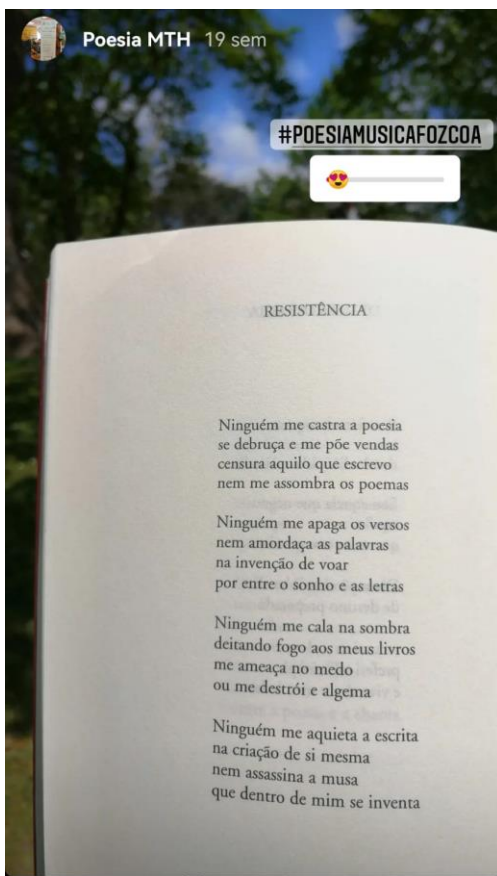 Poesia MTH 19 sem
#POESIAMUSICAFOZCOA
RESISTÊNCIA
Ninguém me castra a poesia
se debruça e me põe vendas
censura aquilo que escrevo
nem me assombra os poemas
Ninguém me apaga os versos
nem amordaça as palavras
na invenção de voar
por entre o sonho e as letras
Ninguém me cala na sombra
deitando fogo aos meus livros
me ameaça no medo
ou me destrói e algema
Ninguém me aquieta a escrita
na criação de si mesma
nem assassina a musa
que dentro de mim se inventa